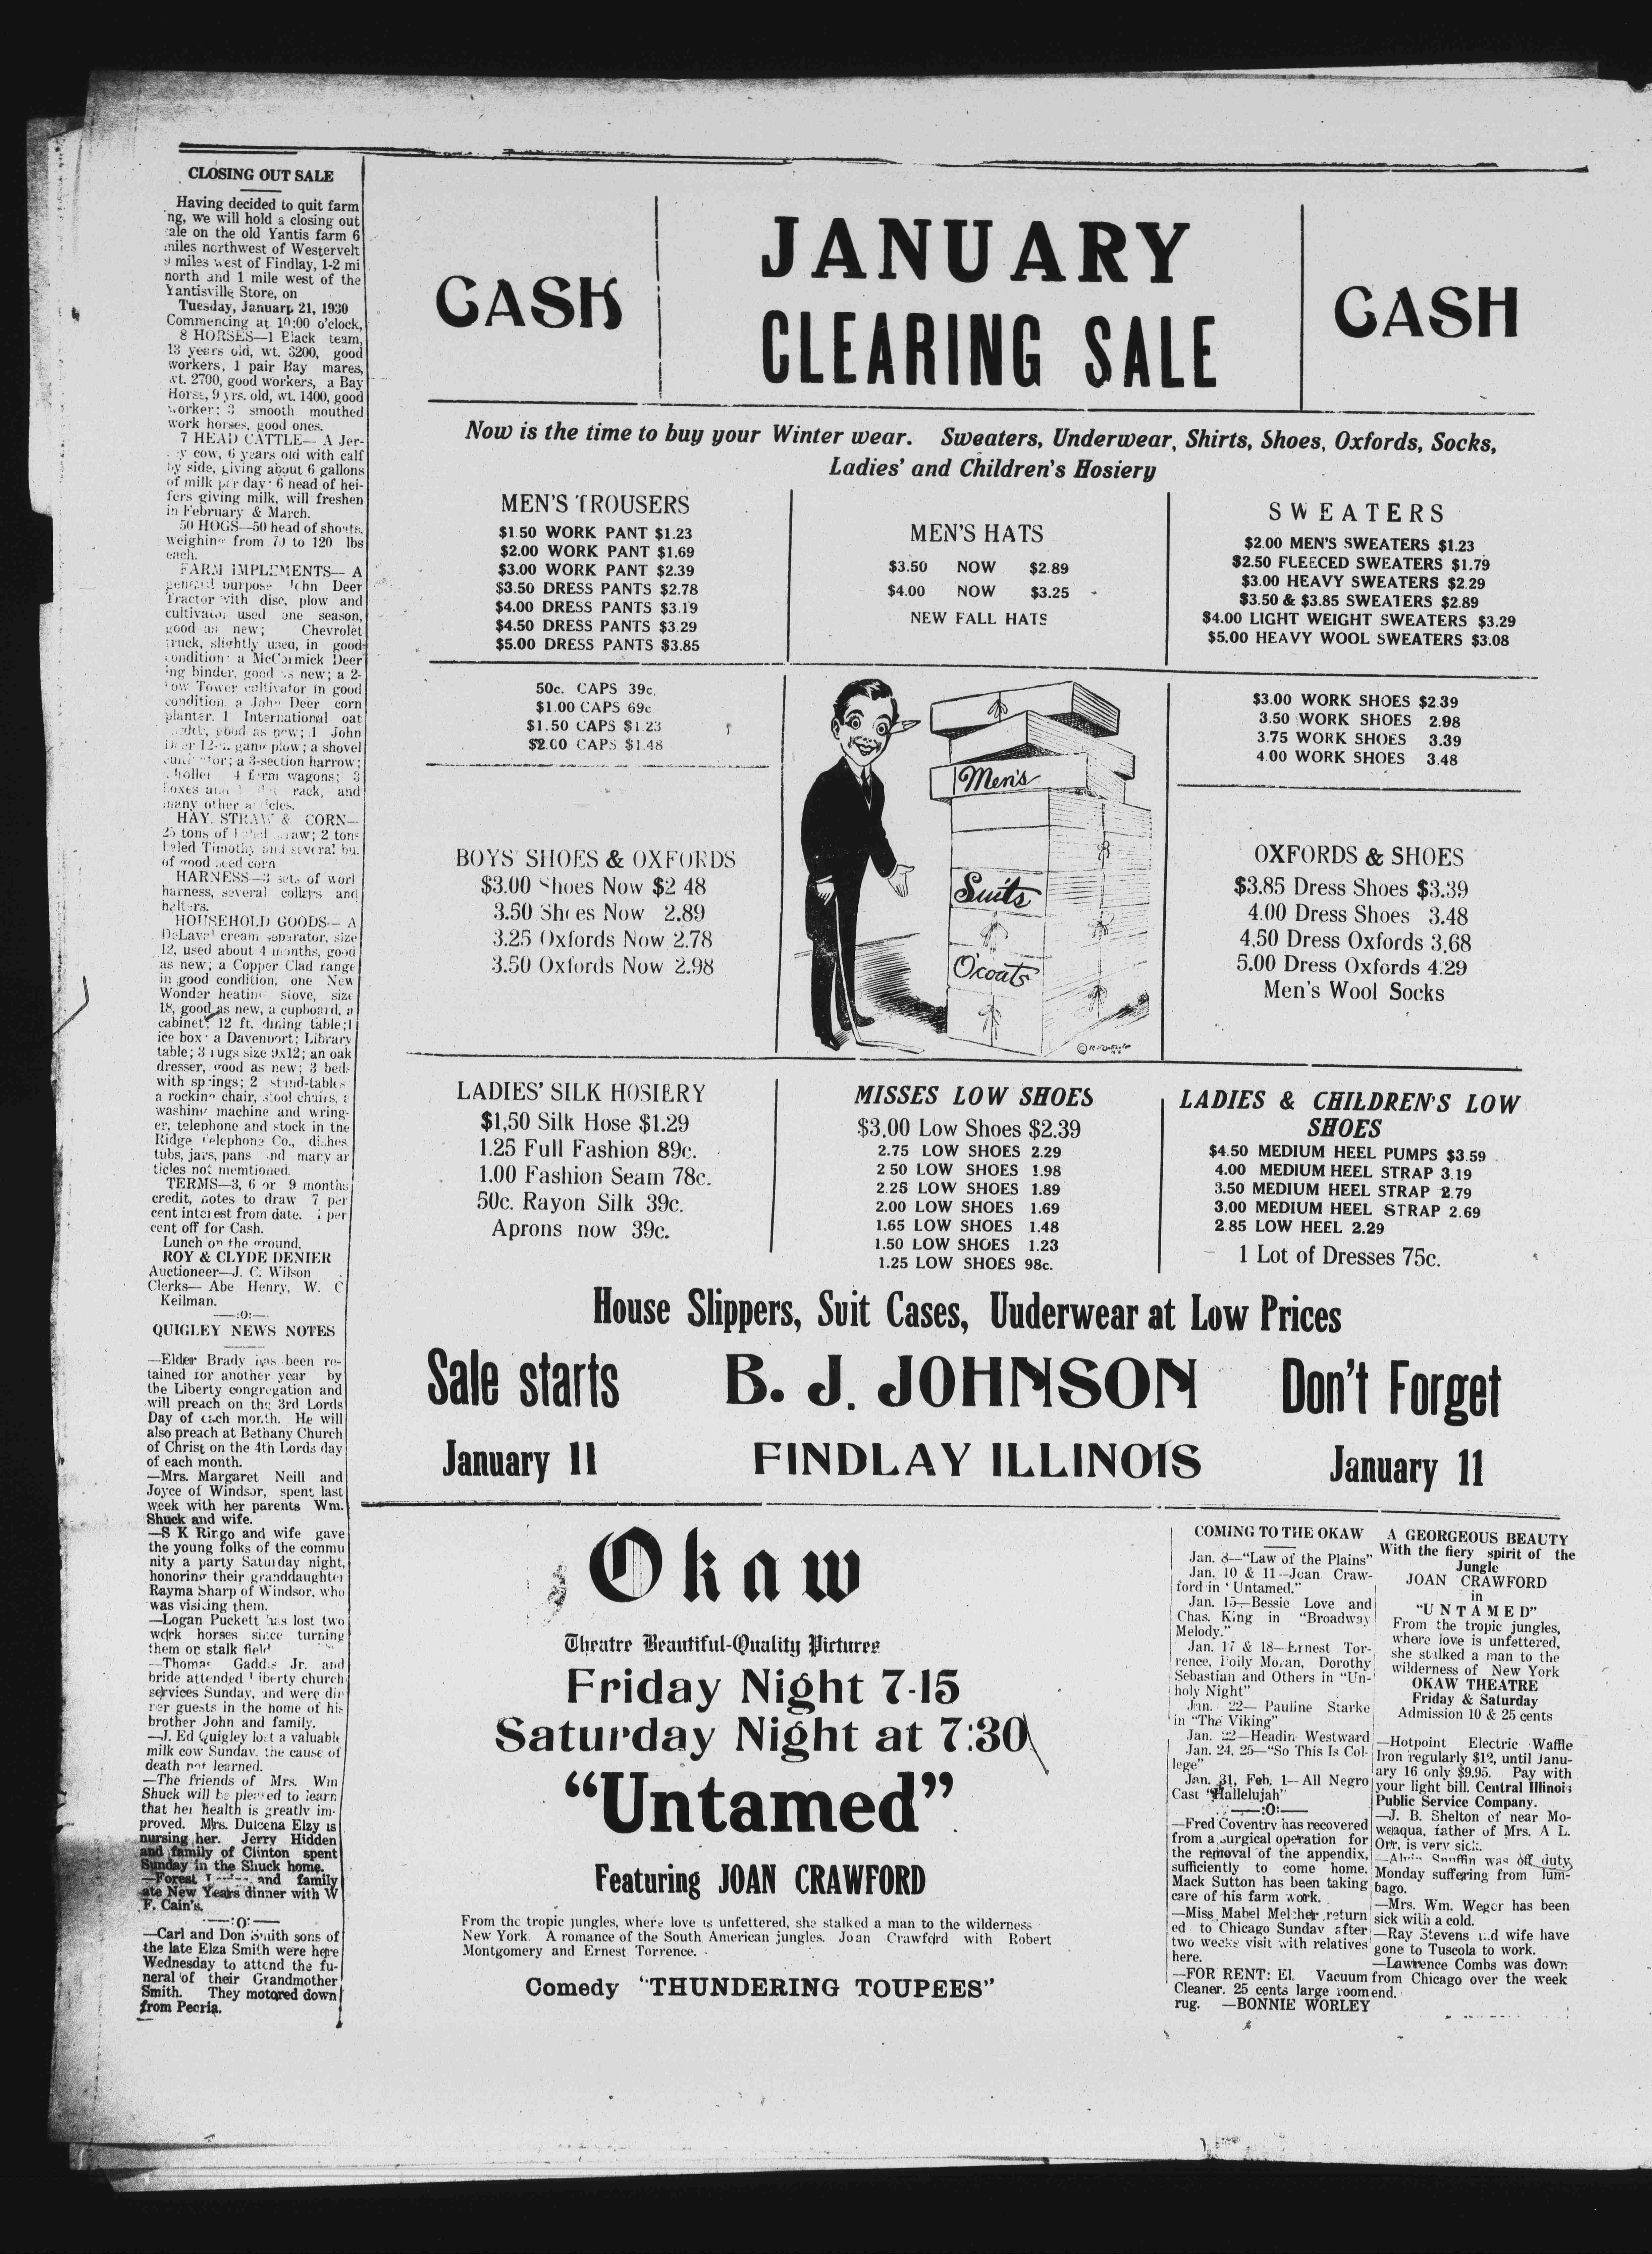 CLOSING OUT SALE
Having decided to quit farm
ng, we will hold a closing out
ale on the old Yantis farm 6
miles northwest of Westervelt
9 miles west of Findlay, 1-2 mi
north and 1 mile west of the
Yantisville Store, on
Tuesday, January 21, 1930
Commencing at 10:00 o'clock,
8 HORSES—1 Black team,
13 years old, wt. 3200, good
workers, 1 pair Bay mares,
wt. 2700, good workers, a Bay
Horse, 9 yrs. old, wt. 1400, good
worker; 3 smooth mouthed
work horses, good ones.
7 HEAD CATTLE— A Jer-
y cow, 6 years old with calf
by side, giving about 6 gallons
of milk per day; 6 head of hei-
fers giving milk, will freshen
in February & March.
50 HOGS—50 head of shoats,
weighing from 70 to 120 lbs
each.
FARM IMPLEMENTS— A
general purpose John Deer
Tractor with disc, plow and
cultivator used one season,
good as new; Chevrolet
truck, slightly used, in good
condition; a McCormick Deer
ing binder, good as new; a 2-
row Tower cultivator in good
condition, a John Deer corn
planter, 1 International oat
good as new; 1 John
Deer 12-in. gang plow; a shovel
cultivator; a 3-section harrow;
roller 4 farm wagons; 3
boxes and rack, and
many other articles.
HAY, STRAW & CORN—
25 tons of baled straw; 2 tons
baled Timothy and several bu.
of good seed corn
HARNESS—3 sets of work
harness, several collars and
halters.
HOUSEHOLD GOODS— A
DeLaval cream separator, size
12, used about 4 months, good
as new; a Copper Clad range
in good condition, one New
Wonder heating stove, size
18, good as new, a cupboard, a
cabinet; 12 ft. dining table; 1
ice box; a Davenport; Library
table; 3 rugs size 9x12; an oak
dresser, good as new; 3 beds
with springs; 2 stand-tables
a rocking chair, stool chairs, a
washing machine and wring-
er, telephone and stock in the
Ridge Telephone Co., dishes
tubs, jars, pans and many ar
ticles not memtioned.
TERMS—3, 6 or 9 months
credit, notes to draw 7 per
cent interest from date. per
cent off for Cash.
Lunch on the ground.
ROY & CLYDE DENIER
Auctioneer—J. C. Wilson
Clerks— Abe Henry, W. C
Keilman.
—:O:—
QUIGLEY NEWS NOTES
—Elder Brady has been re-
tained for another year by
the Liberty congregation and
will preach on the 3rd Lords
Day of each month. He will
also preach at Bethany Church
of Christ on the 4th Lords day
of each month.
—Mrs. Margaret Neill and
Joyce of Windsor, spent last
week with her parents Wm.
Shuck and wife.
—S K Ringo and wife gave
the young folks of the commu
nity a party Saturday night,
honoring their granddaughter
Rayma Sharp of Windsor, who
was visiting them.
—Logan Puckett has lost two
work horses since turning
them on stalk field
—Thomas Gaddis Jr. and
bride attended Liberty church
services Sunday, and were din
ner guests in the home of his
brother John and family.
—J. Ed Quigley lost a valuable
milk cow Sunday, the cause of
death not learned.
—The friends of Mrs. Wm
Shuck will be pleased to learn
that her health is greatly im-
proved. Mrs. Dulcena Elzy is
nursing her. Jerry Hidden
and family of Clinton spent
Sunday in the Shuck home.
—Forest and family
ate New Years dinner with W
F. Cain's.
—:O:—
—Carl and Don Smith sons of
the late Elza Smith were here
Wednesday to attend the fu-
neral of their Grandmother
Smith. They motored down
from Peoria.
CASH
JANUARY
CLEARING SALE
CASH
Now is the time to buy your Winter wear. Sweaters, Underwear, Shirts, Shoes, Oxfords, Socks,
Ladies' and Children's Hosiery
MEN'S TROUSERS
$1.50 WORK PANT $1.23
$2.00 WORK PANT $1.69
$3.00 WORK PANT $2.39
$3.50 DRESS PANTS $2.78
$4.00 DRESS PANTS $3.19
$4.50 DRESS PANTS $3.29
$5.00 DRESS PANTS $3.85
MEN'S HATS
$3.50 NOW $2.89
$4.00 NOW $3.25
NEW FALL HATS
SWEATERS
$2.00 MEN'S SWEATERS $1.23
$2.50 FLEECED SWEATERS $1.79
$3.00 HEAVY SWEATERS $2.29
$3.50 & $3.85 SWEATERS $2.89
$4.00 LIGHT WEIGHT SWEATERS $3.29
$5.00 HEAVY WOOL SWEATERS $3.08
50c. CAPS 39c.
$1.00 CAPS 69c
$1.50 CAPS $1.23
$2.00 CAPS $1.48
Men's
Suits
O'coats
$3.00 WORK SHOES $2.39
3.50 WORK SHOES 2.98
3.75 WORK SHOES 3.39
4.00 WORK SHOES 3.48
BOYS' SHOES & OXFORDS
$3.00 Shoes Now $2 48
3.50 Shoes Now 2.89
3.25 Oxfords Now 2.78
3.50 Oxfords Now 2.98
OXFORDS & SHOES
$3.85 Dress Shoes $3.39
4.00 Dress Shoes 3.48
4.50 Dress Oxfords 3.68
5.00 Dress Oxfords 4.29
Men's Wool Socks
LADIES' SILK HOSIERY
$1,50 Silk Hose $1.29
1.25 Full Fashion 89c.
1.00 Fashion Seam 78c.
50c. Rayon Silk 39c.
Aprons now 39c.
MISSES LOW SHOES
$3.00 Low Shoes $2.39
2.75 LOW SHOES 2.29
2 50 LOW SHOES 1.98
2.25 LOW SHOES 1.89
2.00 LOW SHOES 1.69
1.65 LOW SHOES 1.48
1.50 LOW SHOES 1.23
1.25 LOW SHOES 98c.
LADIES & CHILDREN'S LOW
SHOES
$4.50 MEDIUM HEEL PUMPS $3.59
4.00 MEDIUM HEEL STRAP 3.19
3.50 MEDIUM HEEL STRAP 2.79
3.00 MEDIUM HEEL STRAP 2.69
2.85 LOW HEEL 2.29
1 Lot of Dresses 75c.
House Slippers, Suit Cases, Uuderwear at Low Prices
Sale starts
January 11
B. J. JOHNSON
FINDLAY ILLINOIS
Don't Forget
January 11
Okaw
Theatre Beautiful-Quality Pictures
Friday Night 7-15
Saturday Night at 7:30
"Untamed"
Featuring JOAN CRAWFORD
From the tropic jungles, where love is unfettered, she stalked a man to the wilderness
New York. A romance of the South American jungles. Joan Crawford with Robert
Montgomery and Ernest Torrence.
Comedy "THUNDERING TOUPEES"
COMING TO THE OKAW
Jan. 8—"Law of the Plains"
Jan. 10 & 11—Joan Craw-
ford in "Untamed."
Jan. 15—Bessie Love and
Chas. King in "Broadway
Melody."
Jan. 17 & 18—Ernest Tor-
rence, Polly Moran, Dorothy
Sebastian and Others in "Un-
holy Night"
Jan. 22— Pauline Starke
in "The Viking"
Jan. 22—Headin Westward
Jan. 24, 25—"So This Is Col-
lege"
Jan. 31, Feb. 1—All Negro
Cast "Hallelujah"
—:O:—
—Fred Coventry has recovered
from a surgical operation for
the removal of the appendix,
sufficiently to come home.
Mack Sutton has been taking
care of his farm work.
—Miss Mabel Melcher return
ed to Chicago Sunday after
two weeks visit with relatives
here.
—FOR RENT: El. Vacuum
Cleaner. 25 cents large room
rug. —BONNIE WORLEY
A GEORGEOUS BEAUTY
With the fiery spirit of the
Jungle
JOAN CRAWFORD
in
"UNTAMED"
From the tropic jungles,
where love is unfettered,
she stalked a man to the
wilderness of New York
OKAW THEATRE
Friday & Saturday
Admission 10 & 25 cents
—Hotpoint Electric Waffle
Iron regularly $12, until Janu-
ary 16 only $9.95. Pay with
your light bill. Central Illinois
Public Service Company.
—J. B. Shelton of near Mo-
weaqua, father of Mrs. A L.
Orr, is very sick.
—Alvin Snuffin was off duty
Monday suffering from lum-
bago.
—Mrs. Wm. Weger has been
sick with a cold.
—Ray Stevens and wife have
gone to Tuscola to work.
—Lawrence Combs was down
from Chicago over the week
end.